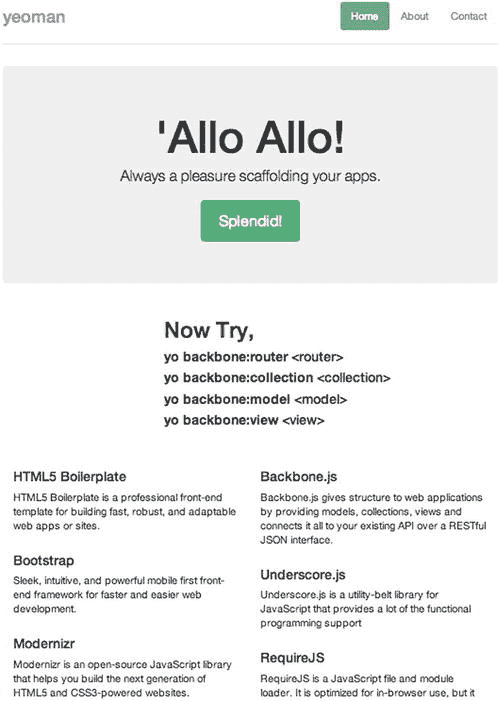 yeoman
Home About Contact
'Allo Allo!
Always a pleasure scaffolding your apps.
Splendid!
Now Try,
yo backbone:router <router>
yo backbone:collection <collection>
yo backbone:model <model>
yo backbone:view <view>
HTML5 Boilerplate
HTML5 Boilerplate is a professional front-end
template for building fast, robust, and adaptable
web apps or sites.
Bootstrap
Sleek, intuitive, and powerful mobile first front-
end framework for faster and easier web
development.
Modernizr
Modernizr is an open-source JavaScript library
that helps you build the next generation of
HTML5 and CSS3-powered websites.
Backbone.js
Backbone.js gives structure to web applications
by providing models, collections, views and
connects it all to your existing API over a RESTful
JSON interface.
Underscore.js
Underscore.js is a utility-belt library for
JavaScript that provides a lot of the functional
programming support
RequireJS
RequireJS is a JavaScript file and module
loader. It is optimized for in-browser use, but it